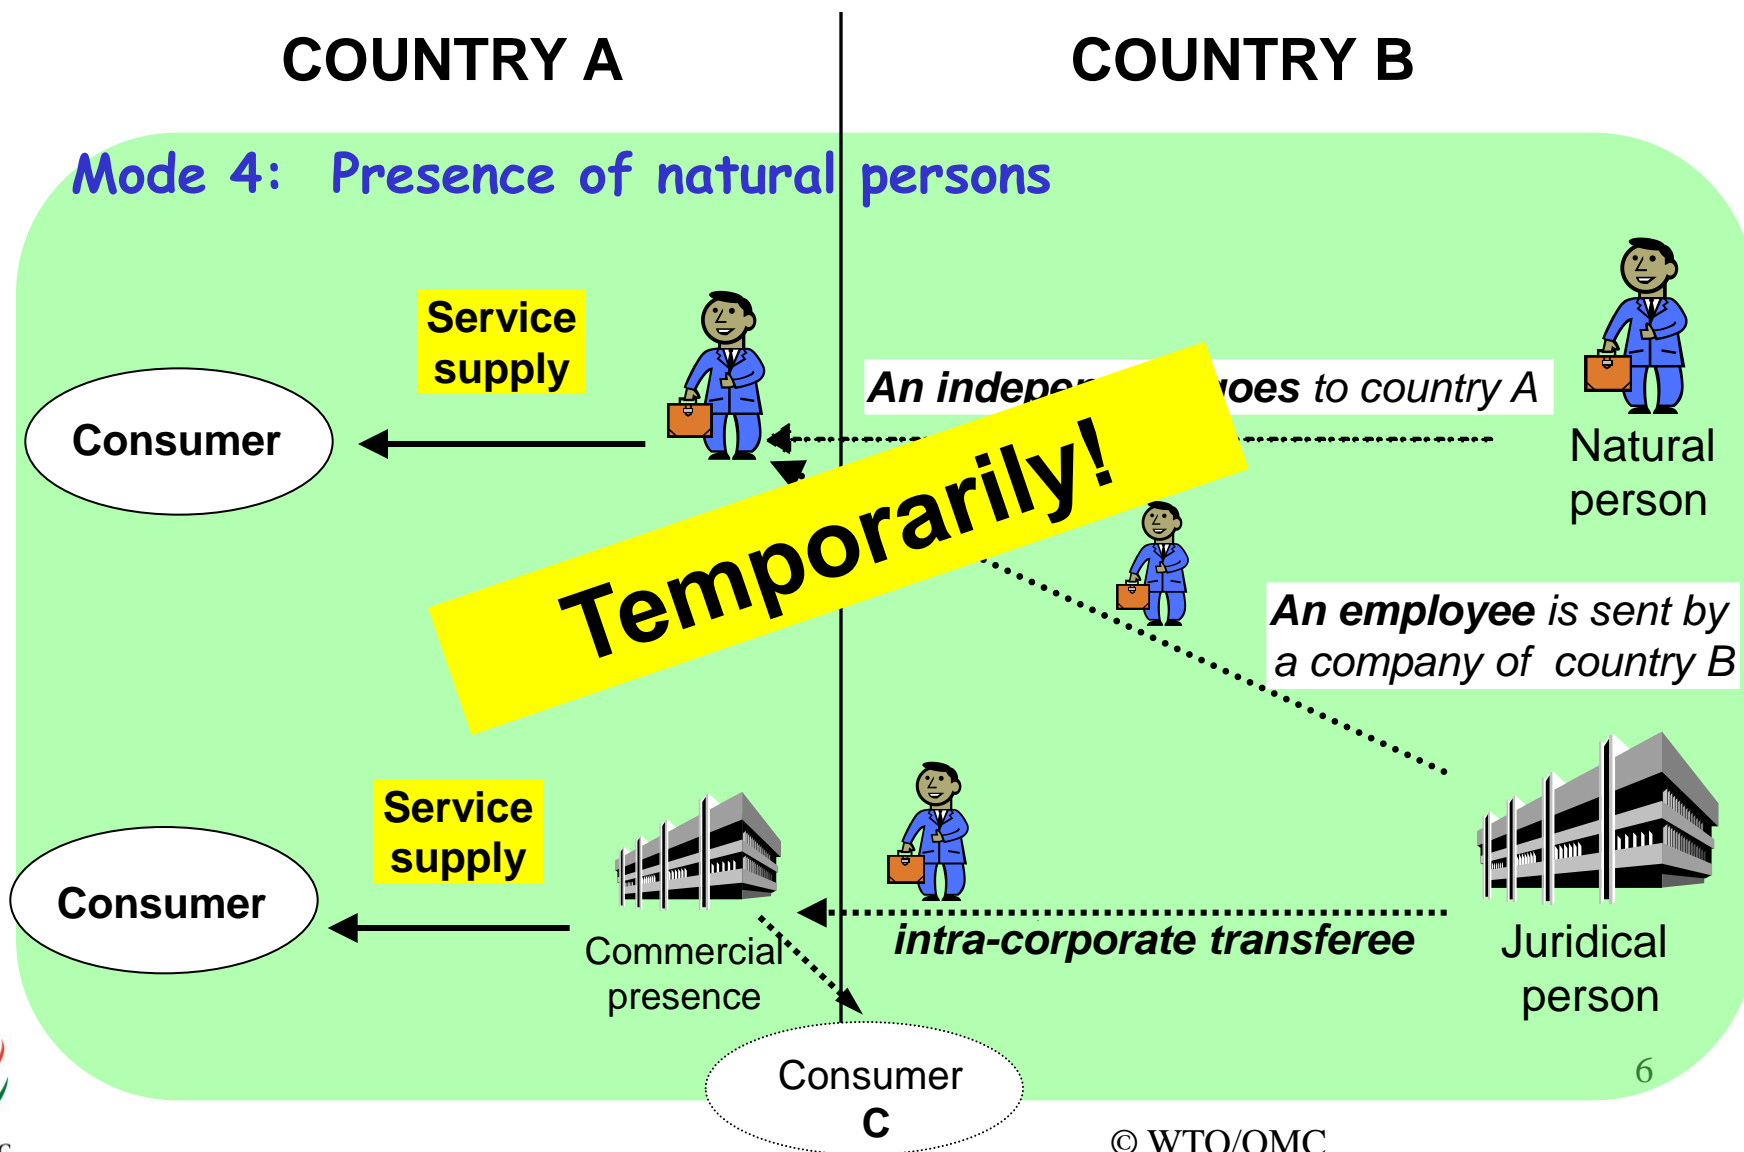 COUNTRY A
COUNTRY B
Mode 4: Presence of natural persons
Service
supply
An goes to country A
Consumer
Natural
person
Temporarily!
An employee is sent by
a company of country B
Service
supply
Consumer
Commercial
presence
intra-corporate transferee
Juridical
person
Consumer
C
6
© WTO/OMC